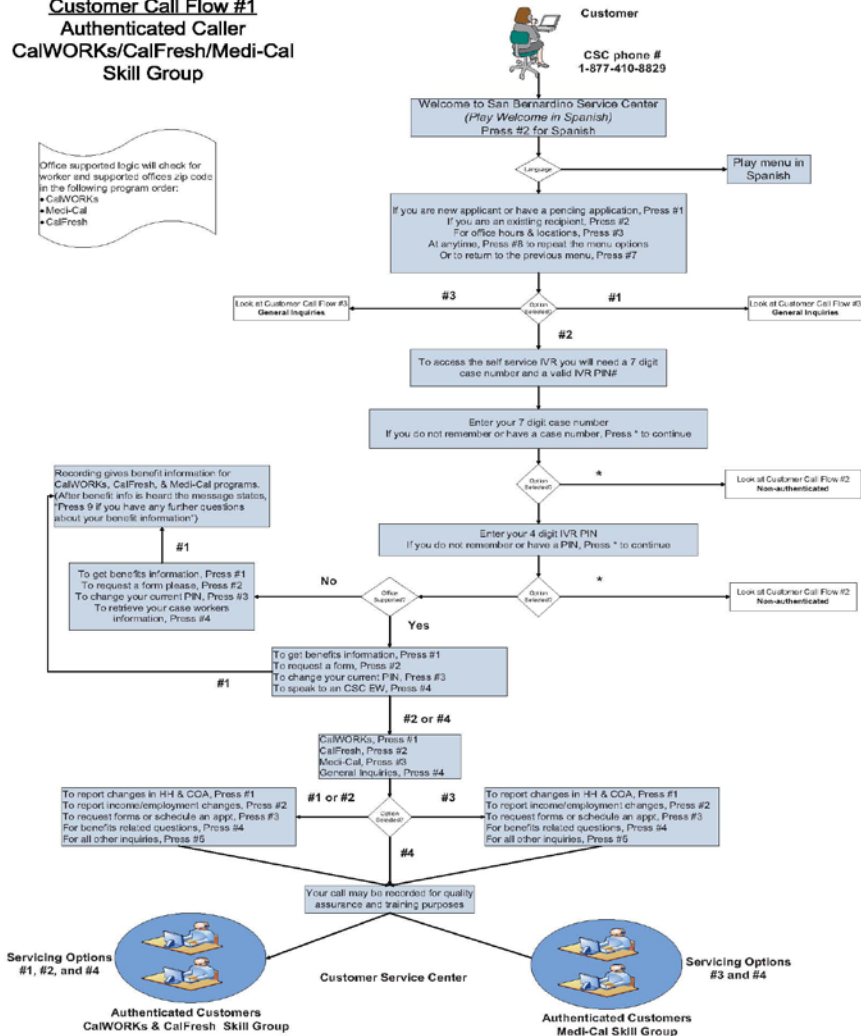 Customer Call Flow #1
Authenticated Caller
CalWORKs/CalFresh/Medi-Cal
Skill Group
Customer
CSC phone #
1-877-410-8829
Office supported logic will check for
worker and supported offices zip code
in the following program order:
• CalWORKs
• Medi-Cal
• CalFresh
Welcome to San Bernardino Service Center
(Play Welcome in Spanish)
Press #2 for Spanish
Language
Play menu in
Spanish
If you are new applicant or have a pending application, Press #1
If you are an existing recipient, Press #2
For office hours & locations, Press #3
At anytime, Press #8 to repeat the menu options
Or to return to the previous menu, Press #7
Look at Customer Call Flow #3
General Inquiries
#3
Option
Selected?
#1
Look at Customer Call Flow #3
General Inquiries
#2
To access the self service IVR you will need a 7 digit
case number and a valid IVR PIN#
Enter your 7 digit case number
If you do not remember or have a case number, Press * to continue
Option
Selected?
*
Look at Customer Call Flow #2
Non-authenticated
Recording gives benefit information for
CalWORKs, CalFresh, & Medi-Cal programs.
(After benefit info is heard the message states,
"Press 9 if you have any further questions
about your benefit information")
#1
Enter your 4 digit IVR PIN
If you do not remember or have a PIN, Press * to continue
To get benefits information, Press #1
To request a form please, Press #2
To change your current PIN, Press #3
To retrieve your case workers
information, Press #4
No
Office
Supported?
Option
Selected?
*
Look at Customer Call Flow #2
Non-authenticated
Yes
#1
To get benefits information, Press #1
To request a form, Press #2
To change your current PIN, Press #3
To speak to an CSC EW, Press #4
#2 or #4
CalWORKs, Press #1
CalFresh, Press #2
Medi-Cal, Press #3
General Inquiries, Press #4
To report changes in HH & COA, Press #1
To report income/employment changes, Press #2
To request forms or schedule an appt, Press #3
For benefits related questions, Press #4
For all other inquiries, Press #5
#1 or #2
Option
Selected?
#3
To report changes in HH & COA, Press #1
To report income/employment changes, Press #2
To request forms or schedule an appt, Press #3
For benefits related questions, Press #4
For all other inquiries, Press #5
#4
Your call may be recorded for quality
assurance and training purposes
Servicing Options
#1, #2, and #4
Customer Service Center
Servicing Options
#3 and #4
Authenticated Customers
CalWORKs & CalFresh Skill Group
Authenticated Customers
Medi-Cal Skill Group